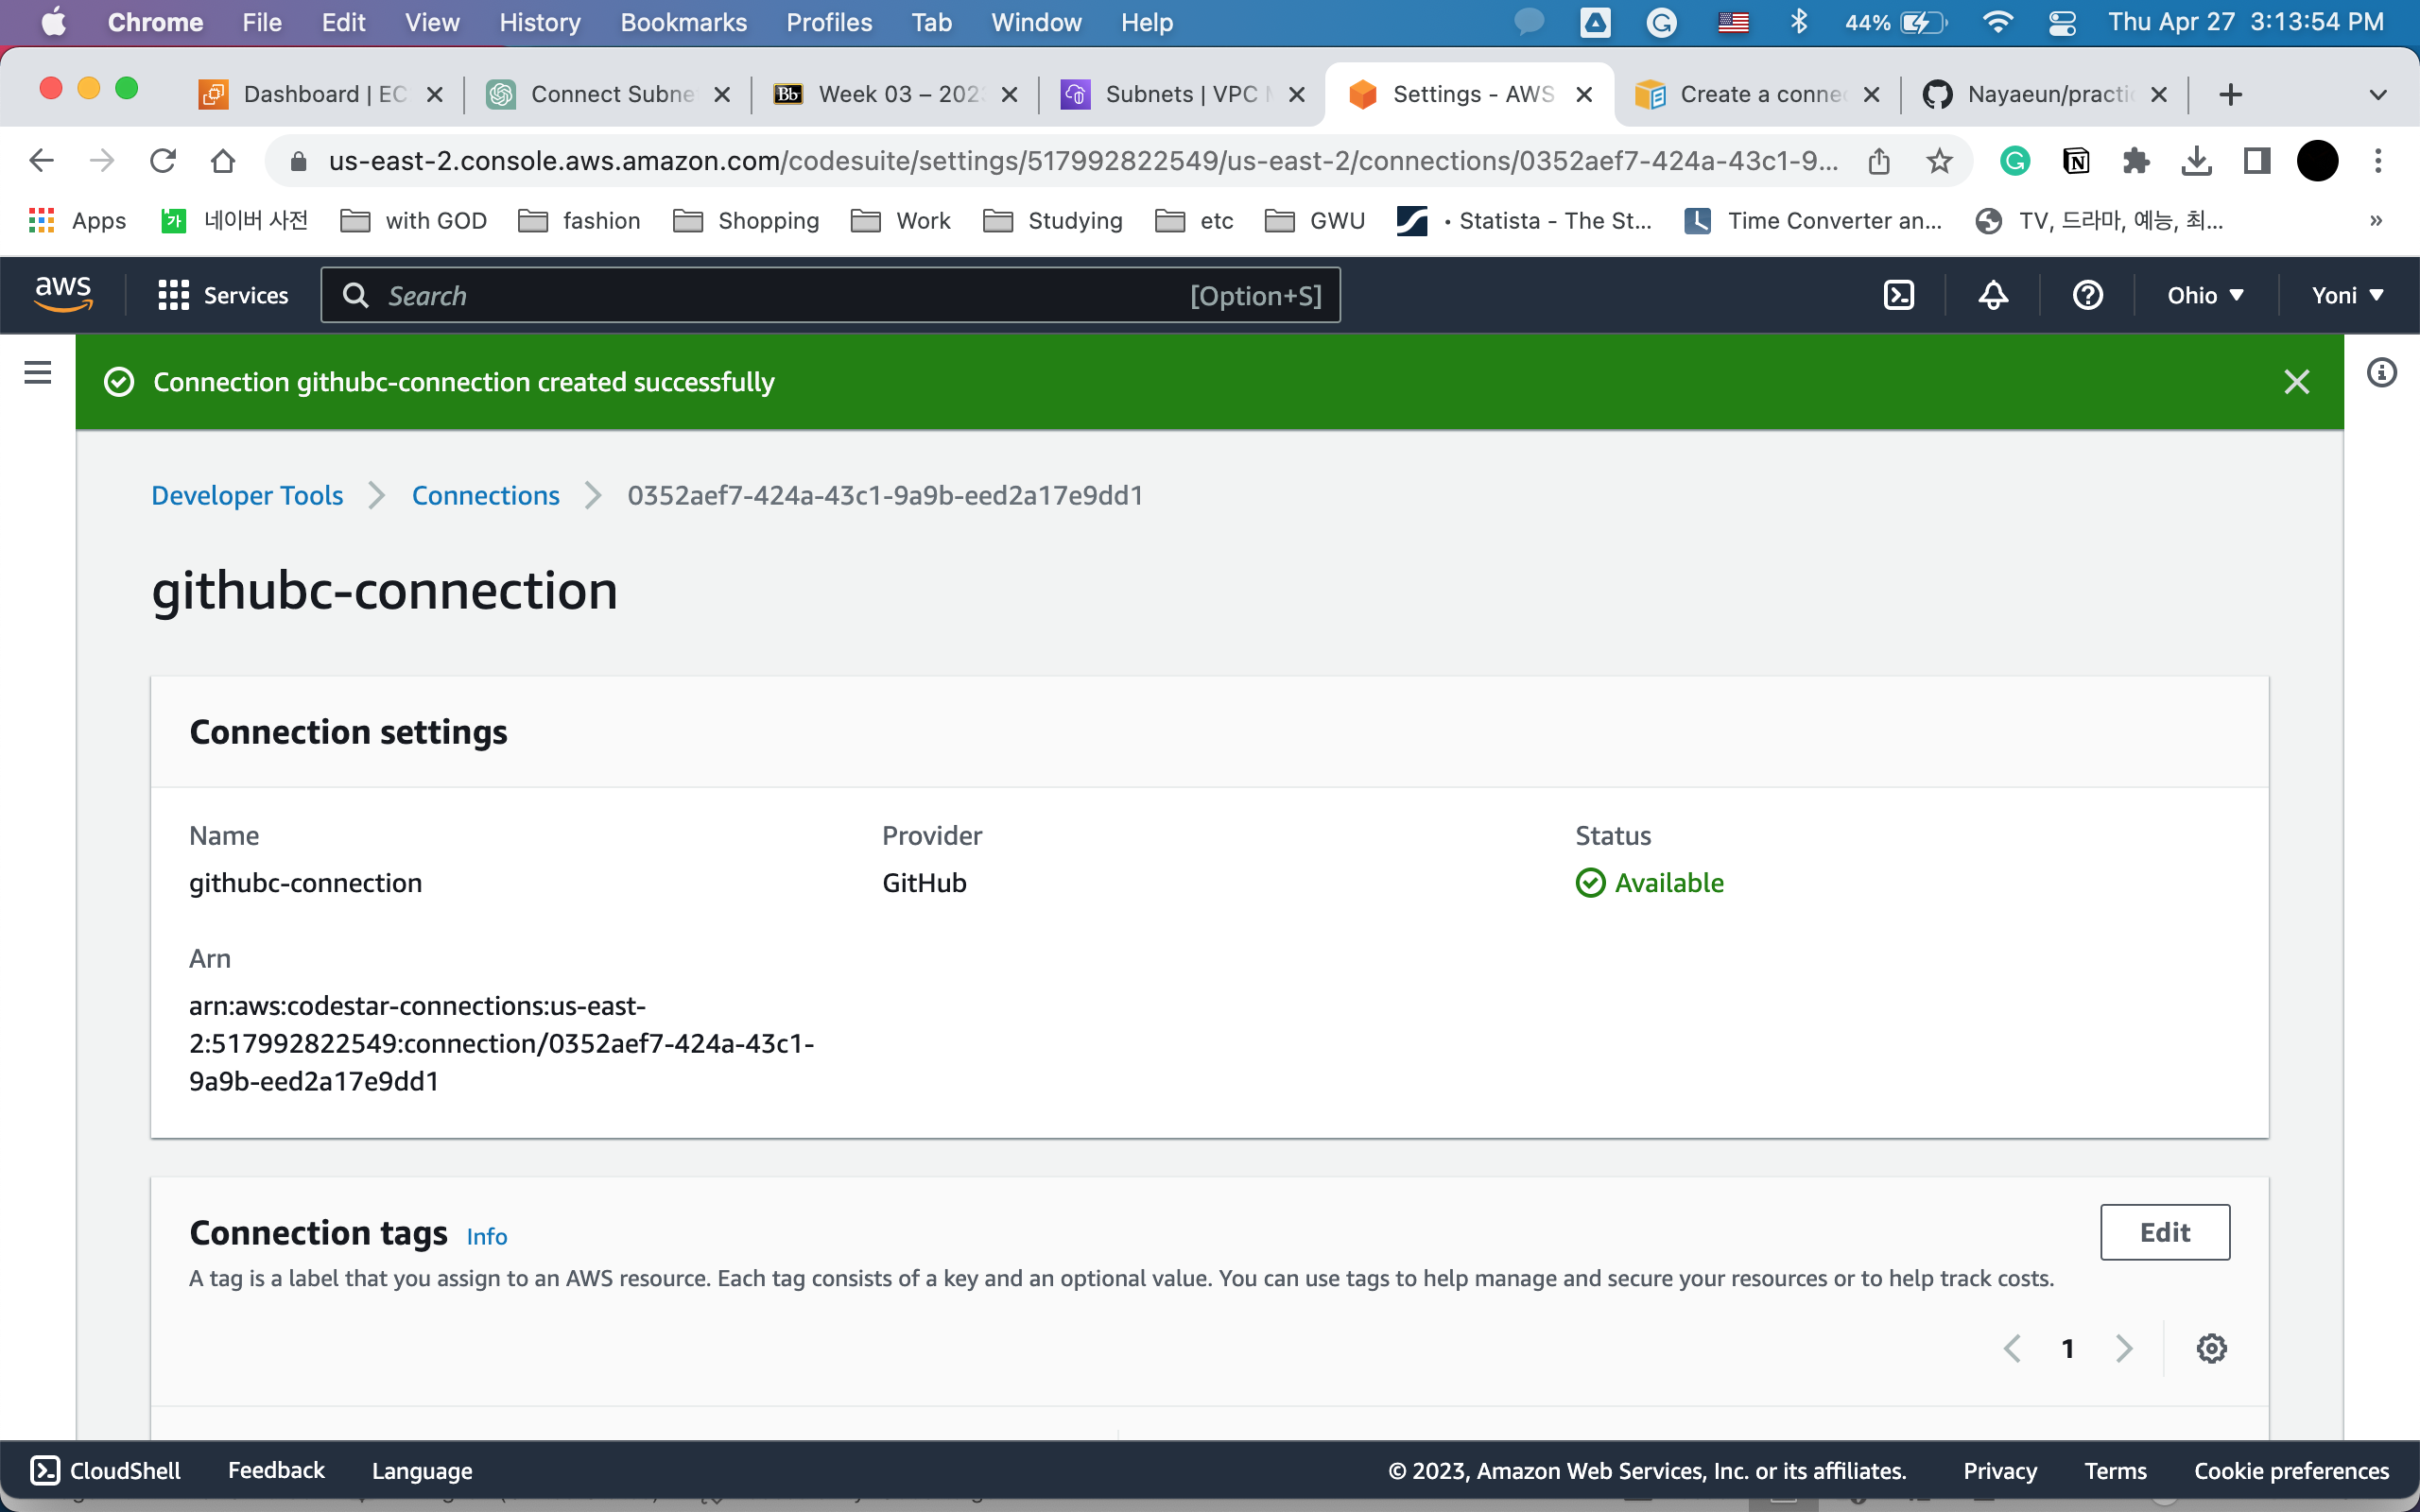 Chrome File Edit View History Bookmarks Profiles Tab Window Help 44% Thu Apr 27 3:13:54 PM
Dashboard | EC Connect Subne Bb Week 03 – 202 Subnets | VPC Settings - AWS Create a conne Nayaeun/practi
us-east-2.console.aws.amazon.com/codesuite/settings/517992822549/us-east-2/connections/0352aef7-424a-43c1-9...
Apps 네이버 사전 with GOD fashion Shopping Work Studying etc GWU • Statista - The St... Time Converter an... TV, 드라마, 예능, 최... »
aws Services Search [Option+S] Ohio Yoni
Connection githubc-connection created successfully
Developer Tools Connections 0352aef7-424a-43c1-9a9b-eed2a17e9dd1
githubc-connection
Connection settings
Name Provider Status
githubc-connection GitHub Available
Arn
arn:aws:codestar-connections:us-east-
2:517992822549:connection/0352aef7-424a-43c1-
9a9b-eed2a17e9dd1
Connection tags Info Edit
A tag is a label that you assign to an AWS resource. Each tag consists of a key and an optional value. You can use tags to help manage and secure your resources or to help track costs.
1
CloudShell Feedback Language © 2023, Amazon Web Services, Inc. or its affiliates. Privacy Terms Cookie preferences